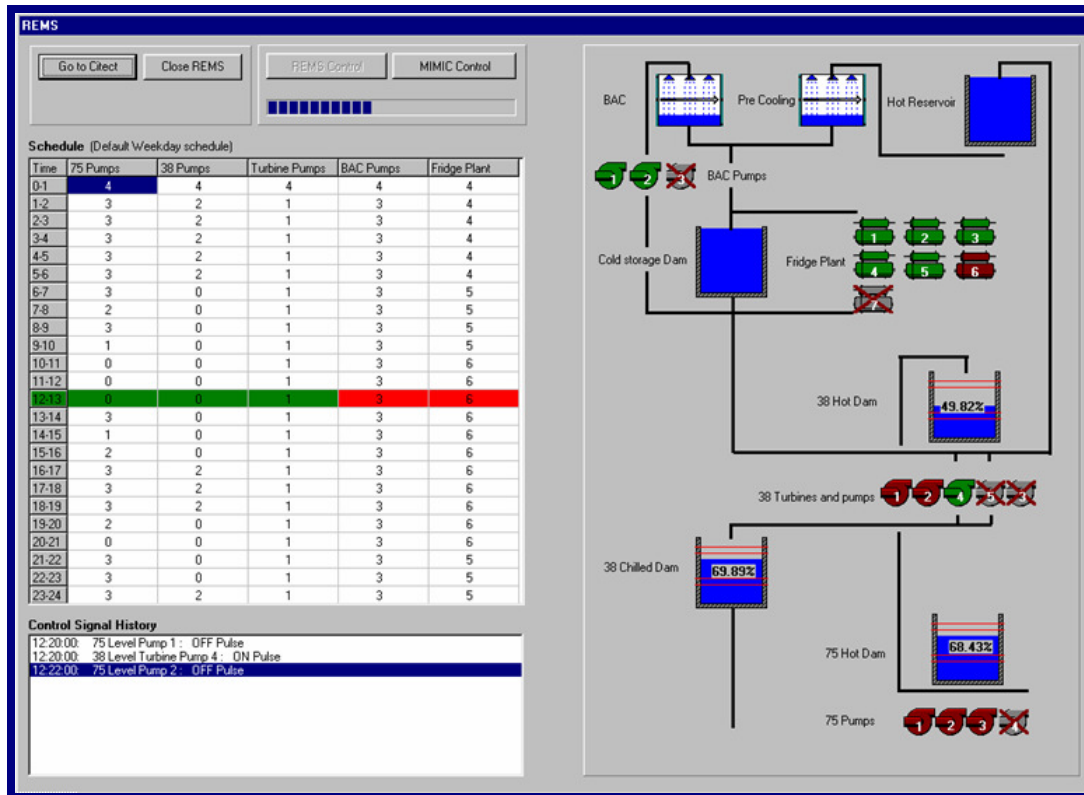 REMS
Go to Citect Close REMS REMS Control MIMIC Control
Schedule (Default Weekday schedule)
Time 75 Pumps 38 Pumps Turbine Pumps BAC Pumps Fridge Plant
0-1 4 4 4 4 4
1-2 3 2 1 3 4
2-3 3 2 1 3 4
3-4 3 2 1 3 4
4-5 3 2 1 3 4
5-6 3 2 1 3 4
6-7 3 0 1 3 5
7-8 2 0 1 3 5
8-9 3 0 1 3 5
9-10 1 0 1 3 5
10-11 0 0 1 3 6
11-12 0 0 1 3 6
12-13 0 0 1 3 6
13-14 3 0 1 3 6
14-15 1 0 1 3 6
15-16 2 0 1 3 6
16-17 3 2 1 3 6
17-18 3 2 1 3 6
18-19 3 2 1 3 6
19-20 2 0 1 3 6
20-21 0 0 1 3 6
21-22 3 0 1 3 5
22-23 3 0 1 3 5
23-24 3 2 1 3 5
Control Signal History
12:20:00: 75 Level Pump 1 : OFF Pulse
12:20:00: 38 Level Turbine Pump 4 : ON Pulse
12:22:00: 75 Level Pump 2 : OFF Pulse
BAC Pre Cooling Hot Reservoir
1 2 3 BAC Pumps
Cold storage Dam Fridge Plant
1 2 3
4 5 6
7
38 Hot Dam 49.82%
38 Turbines and pumps 1 2 4 5 3
38 Chilled Dam 69.89%
75 Hot Dam 68.43%
75 Pumps 1 2 3 4